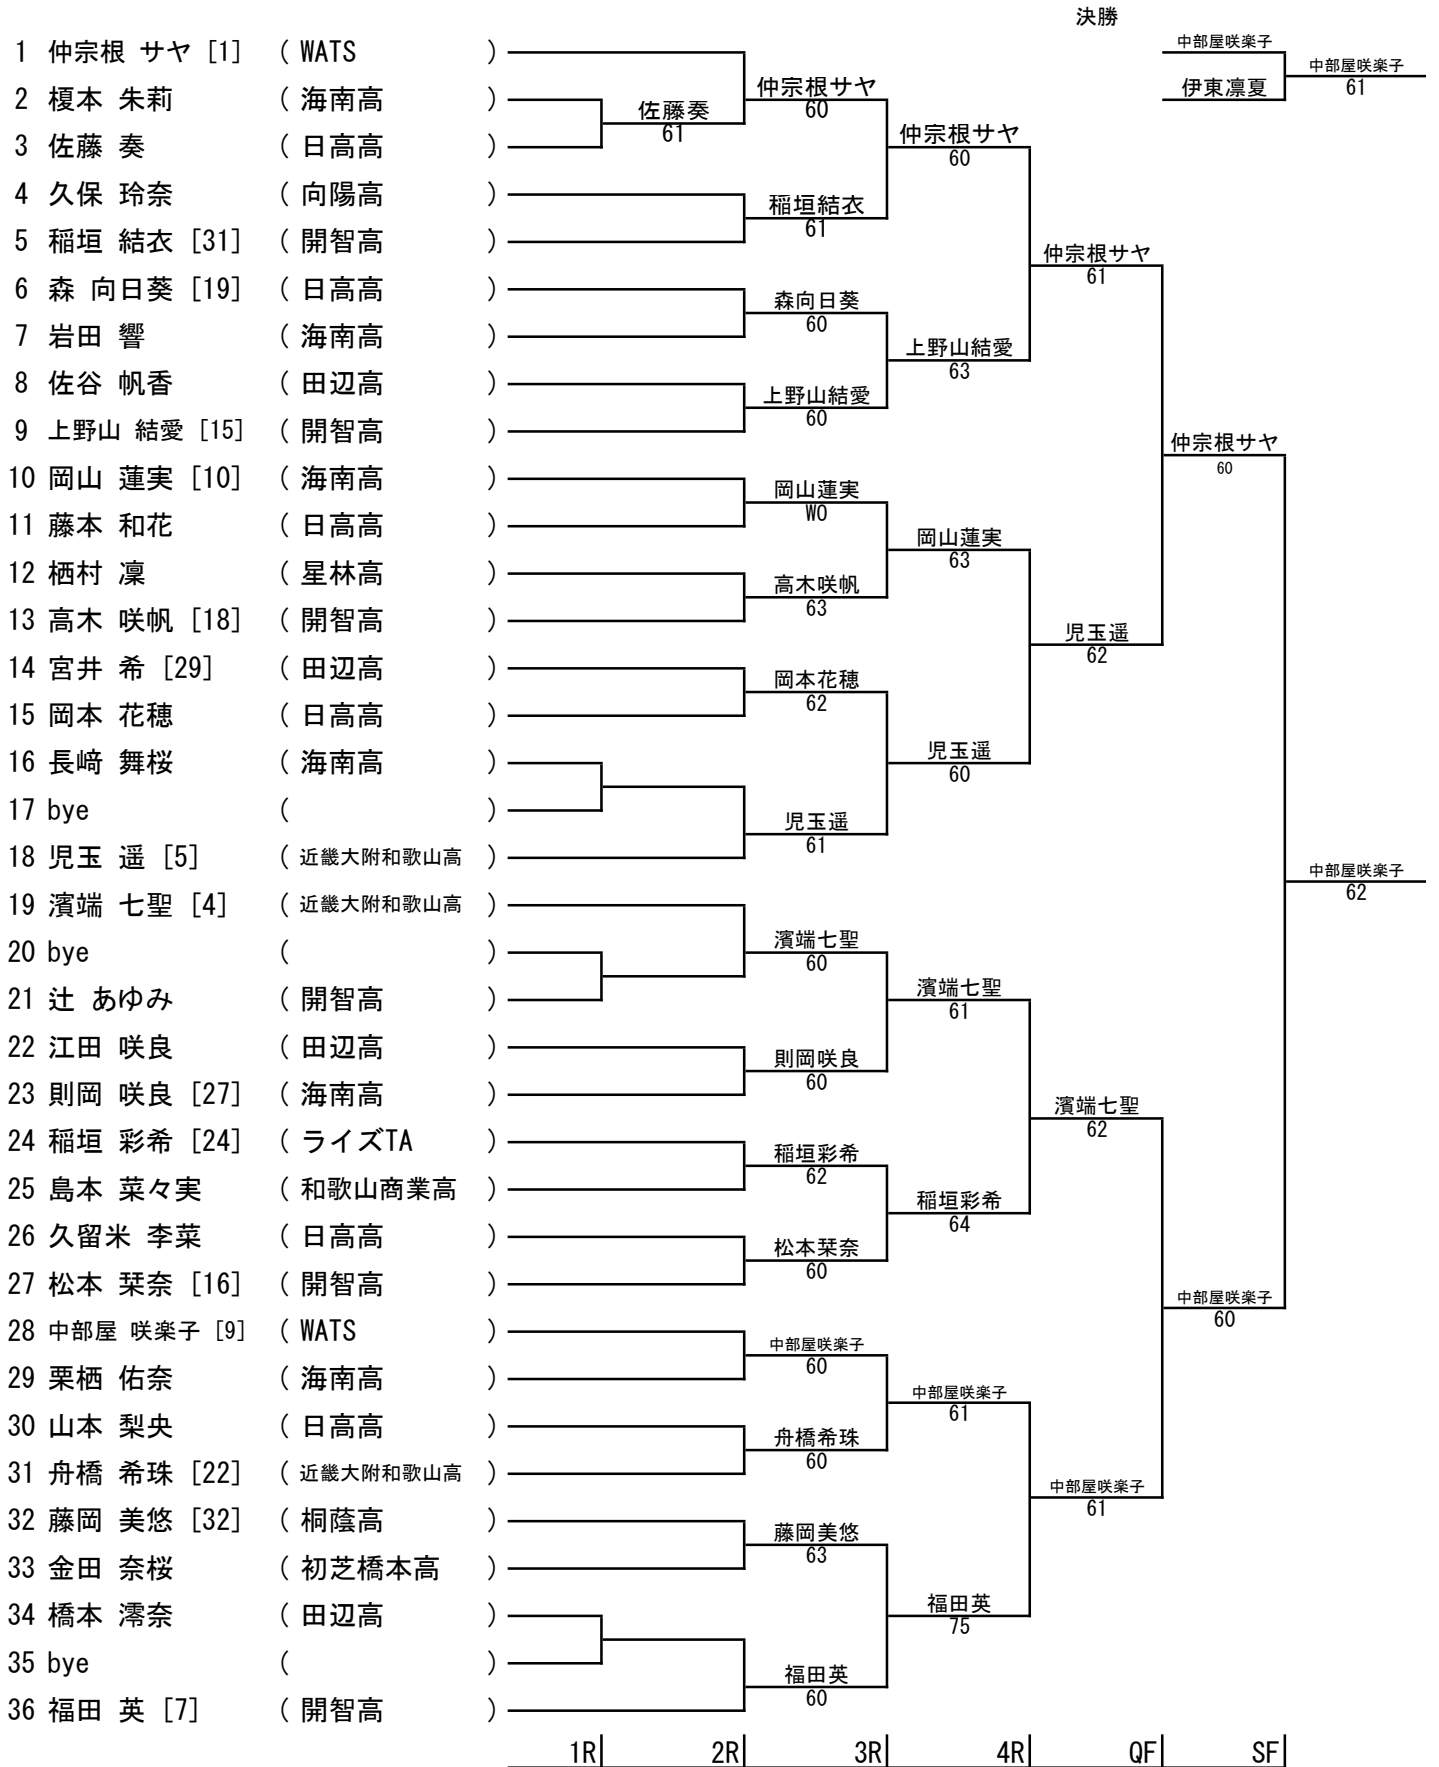 決勝
1 仲宗根 サヤ [1] ( WATS )
2 榎本 朱莉 ( 海南高 )
3 佐藤 奏 ( 日高高 )
4 久保 玲奈 ( 向陽高 )
5 稲垣 結衣 [31] ( 開智高 )
6 森 向日葵 [19] ( 日高高 )
7 岩田 響 ( 海南高 )
8 佐谷 帆香 ( 田辺高 )
9 上野山 結愛 [15] ( 開智高 )
10 岡山 蓮実 [10] ( 海南高 )
11 藤本 和花 ( 日高高 )
12 栖村 凜 ( 星林高 )
13 高木 咲帆 [18] ( 開智高 )
14 宮井 希 [29] ( 田辺高 )
15 岡本 花穂 ( 日高高 )
16 長﨑 舞桜 ( 海南高 )
17 bye ( )
18 児玉 遥 [5] ( 近畿大附和歌山高 )
19 濱端 七聖 [4] ( 近畿大附和歌山高 )
20 bye ( )
21 辻 あゆみ ( 開智高 )
22 江田 咲良 ( 田辺高 )
23 則岡 咲良 [27] ( 海南高 )
24 稲垣 彩希 [24] ( ライズTA )
25 島本 菜々実 ( 和歌山商業高 )
26 久留米 李菜 ( 日高高 )
27 松本 栞奈 [16] ( 開智高 )
28 中部屋 咲楽子 [9] ( WATS )
29 栗栖 佑奈 ( 海南高 )
30 山本 梨央 ( 日高高 )
31 舟橋 希珠 [22] ( 近畿大附和歌山高 )
32 藤岡 美悠 [32] ( 桐蔭高 )
33 金田 奈桜 ( 初芝橋本高 )
34 橋本 澪奈 ( 田辺高 )
35 bye ( )
36 福田 英 [7] ( 開智高 )
佐藤奏
61
仲宗根サヤ
60
稲垣結衣
61
森向日葵
60
上野山結愛
60
岡山蓮実
WO
高木咲帆
63
岡本花穂
62
児玉遥
61
濱端七聖
60
則岡咲良
60
稲垣彩希
62
松本栞奈
60
中部屋咲楽子
60
舟橋希珠
60
藤岡美悠
63
福田英
60
仲宗根サヤ
60
上野山結愛
63
岡山蓮実
63
児玉遥
60
濱端七聖
61
稲垣彩希
64
中部屋咲楽子
61
福田英
75
仲宗根サヤ
61
児玉遥
62
濱端七聖
62
中部屋咲楽子
61
仲宗根サヤ
60
中部屋咲楽子
60
中部屋咲楽子
62
中部屋咲楽子
伊東凛夏
中部屋咲楽子
61
1R 2R 3R 4R QF SF